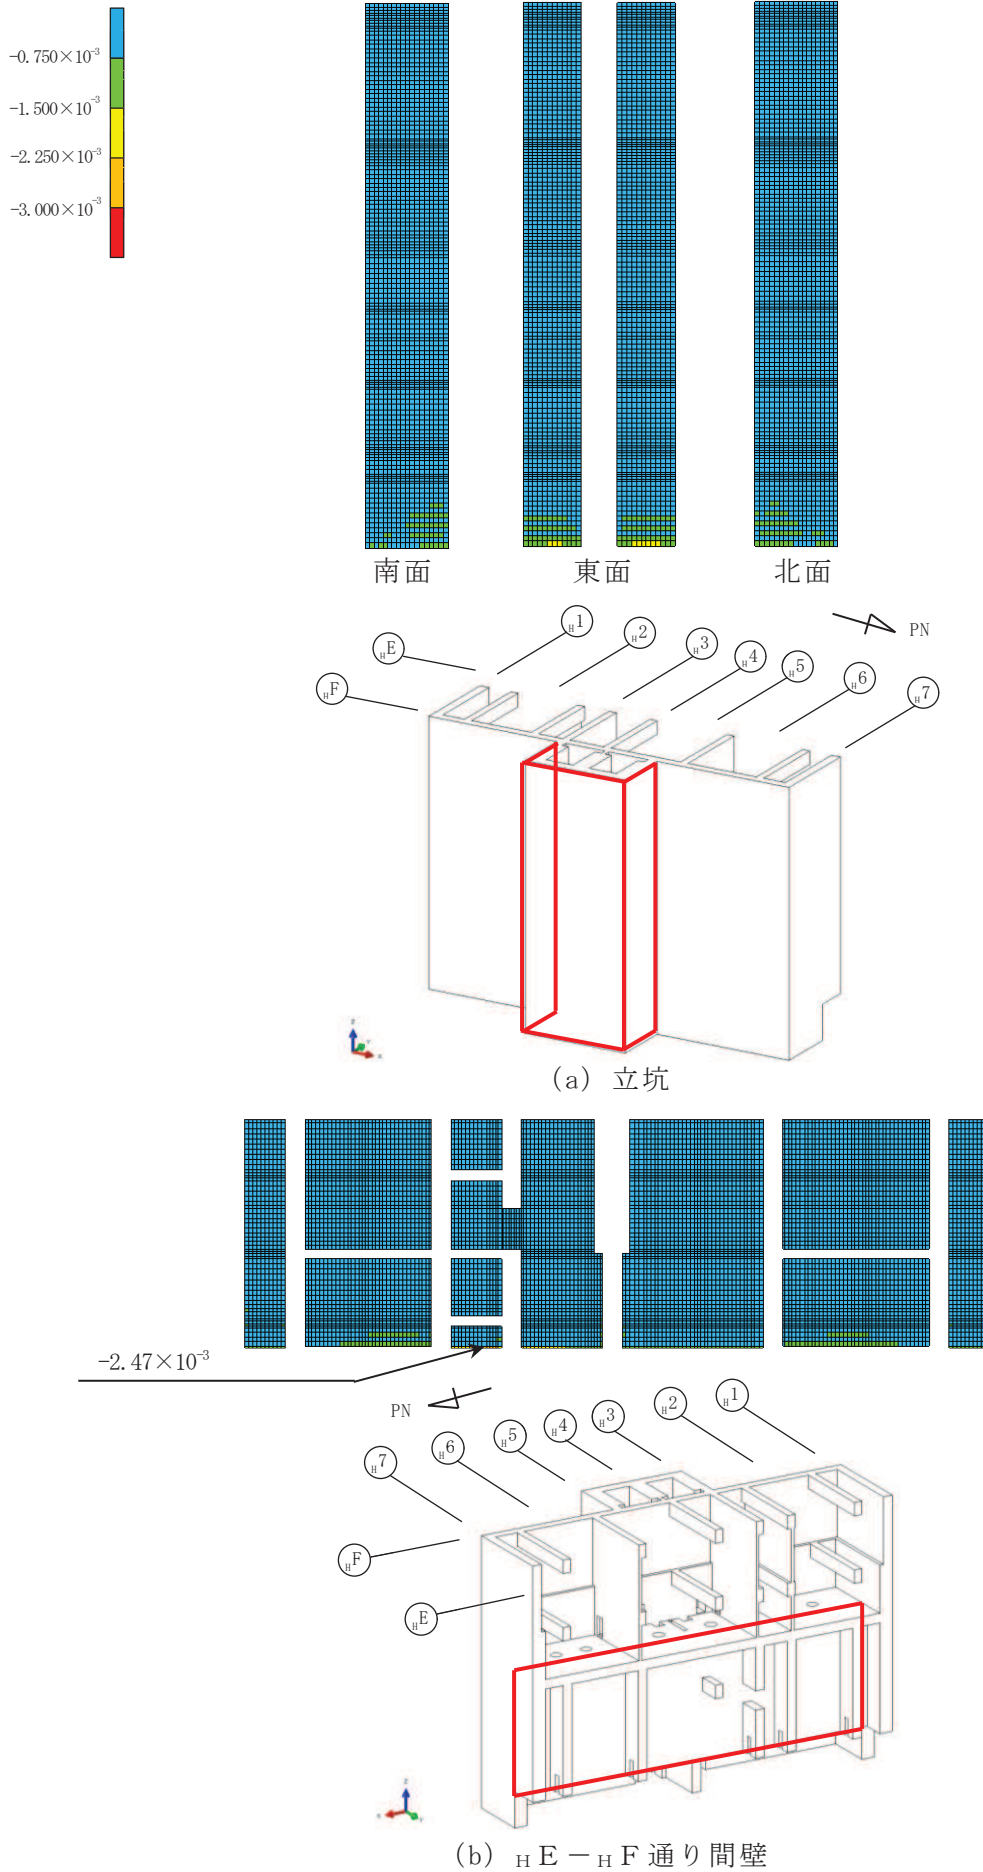 -0.750×10⁻³
-1.500×10⁻³
-2.250×10⁻³
-3.000×10⁻³
南面
東面
北面
PN
HE
HF
H1
H2
H3
H4
H5
H6
H7
(a) 立坑
-2.47×10⁻³
PN
H7
H6
H5
H4
H3
H2
H1
HF
HE
(b) HE-HF通り間壁